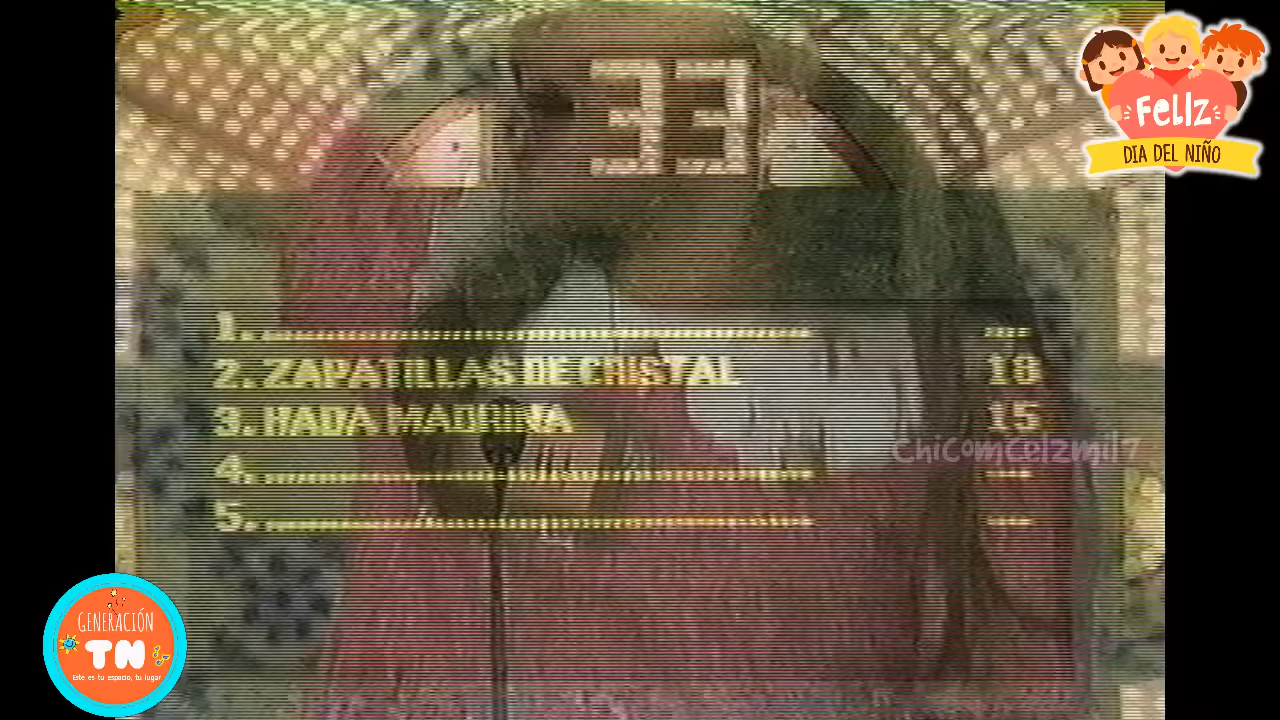 33
FELIZ
DIA DEL NIÑO
1.
2. ZAPATILLAS DE CRISTAL 18
3. HADA MADRINA 15
ChiComCelzmil7
4.
5.
GENERACIÓN
TN
Este es tu espacio, tu lugar